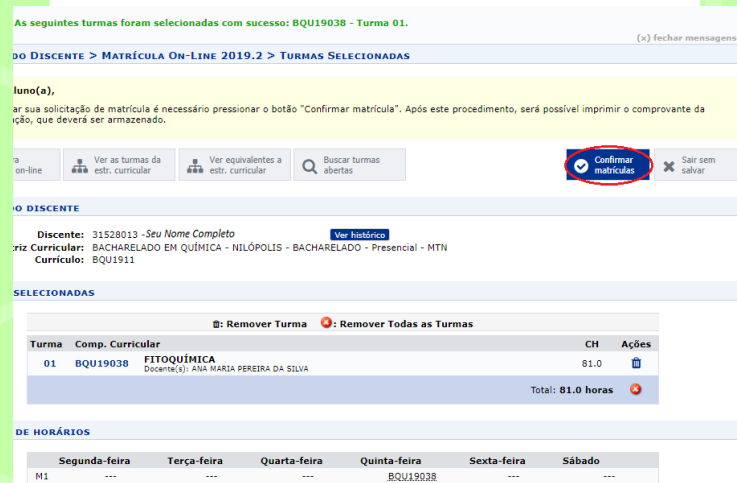 As seguintes turmas foram selecionadas com sucesso: BQU19038 - Turma 01.
(x) fechar mensagens
do Discente > Matrícula On-Line 2019.2 > Turmas Selecionadas
luno(a),
ar sua solicitação de matrícula é necessário pressionar o botão "Confirmar matrícula". Após este procedimento, será possível imprimir o comprovante da
ação, que deverá ser armazenado.
ra on-line
Ver as turmas da estr. curricular
Ver equivalentes a estr. curricular
Buscar turmas abertas
Confirmar matrículas
Sair sem salvar
do Discente
Discente: 31528013 -Seu Nome Completo Ver histórico
riz Curricular: BACHARELADO EM QUÍMICA - NILÓPOLIS - BACHARELADO - Presencial - MTN
Currículo: BQU1911
Selecionadas
: Remover Turma : Remover Todas as Turmas
Turma Comp. Curricular CH Ações
01 BQU19038 FITOQUÍMICA 81.0
Docente(s): ANA MARIA PEREIRA DA SILVA
Total: 81.0 horas
de Horários
Segunda-feira Terça-feira Quarta-feira Quinta-feira Sexta-feira Sábado
M1 --- --- --- BQU19038 --- ---